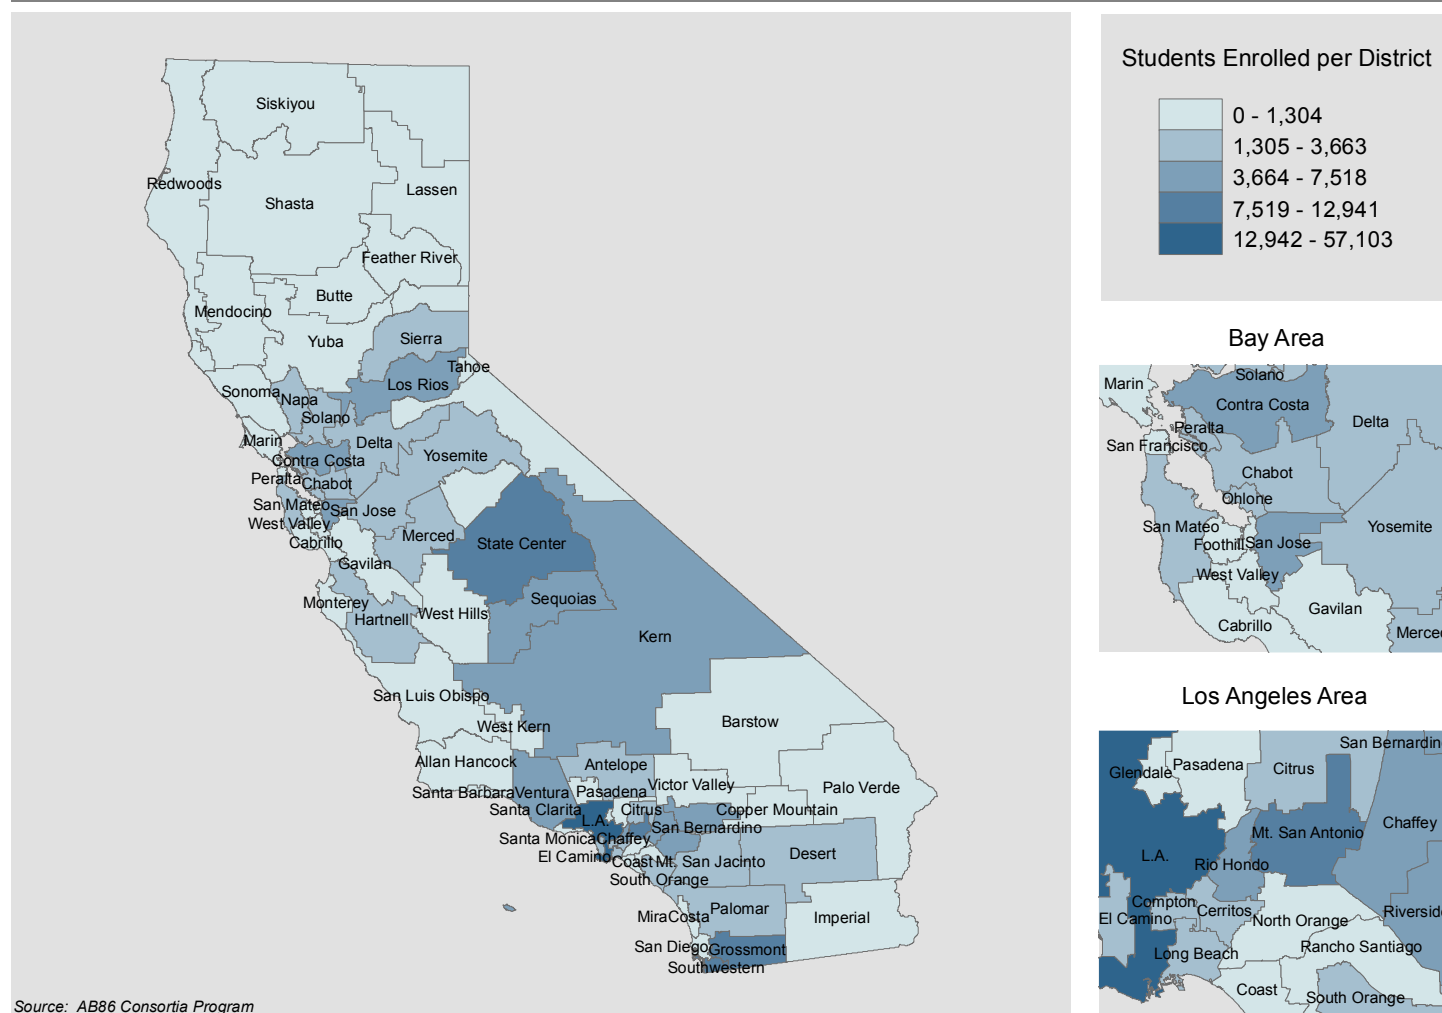 Siskiyou
Redwoods
Shasta
Lassen
Feather River
Butte
Mendocino
Yuba
Sierra
Tahoe
Los Rios
Sonoma
Napa
Solano
Marin
Delta
Contra Costa
Yosemite
Peralta
Chabot
San Mateo
San Jose
West Valley
Merced
Cabrillo
State Center
Gavilan
Monterey
Sequoias
Hartnell
West Hills
Kern
San Luis Obispo
West Kern
Barstow
Allan Hancock
Antelope
Santa Barbara
Ventura
Pasadena
Victor Valley
Palo Verde
Santa Clarita
Citrus
Copper Mountain
L.A.
San Bernardino
Santa Monica
Chaffey
El Camino
Coast
Mt. San Jacinto
Desert
South Orange
MiraCosta
Palomar
Imperial
San Diego
Grossmont
Southwestern
Source: AB86 Consortia Program
Students Enrolled per District
0 - 1,304
1,305 - 3,663
3,664 - 7,518
7,519 - 12,941
12,942 - 57,103
Bay Area
Marin
Solano
Contra Costa
Delta
Peralta
San Francisco
Chabot
Ohlone
San Mateo
Yosemite
Foothill
San Jose
West Valley
Gavilan
Cabrillo
Merced
Los Angeles Area
San Bernardin
Glendale
Pasadena
Citrus
Mt. San Antonio
Chaffey
L.A.
Rio Hondo
Compton
El Camino
Cerritos
North Orange
Riverside
Rancho Santiago
Long Beach
Coast
South Orange